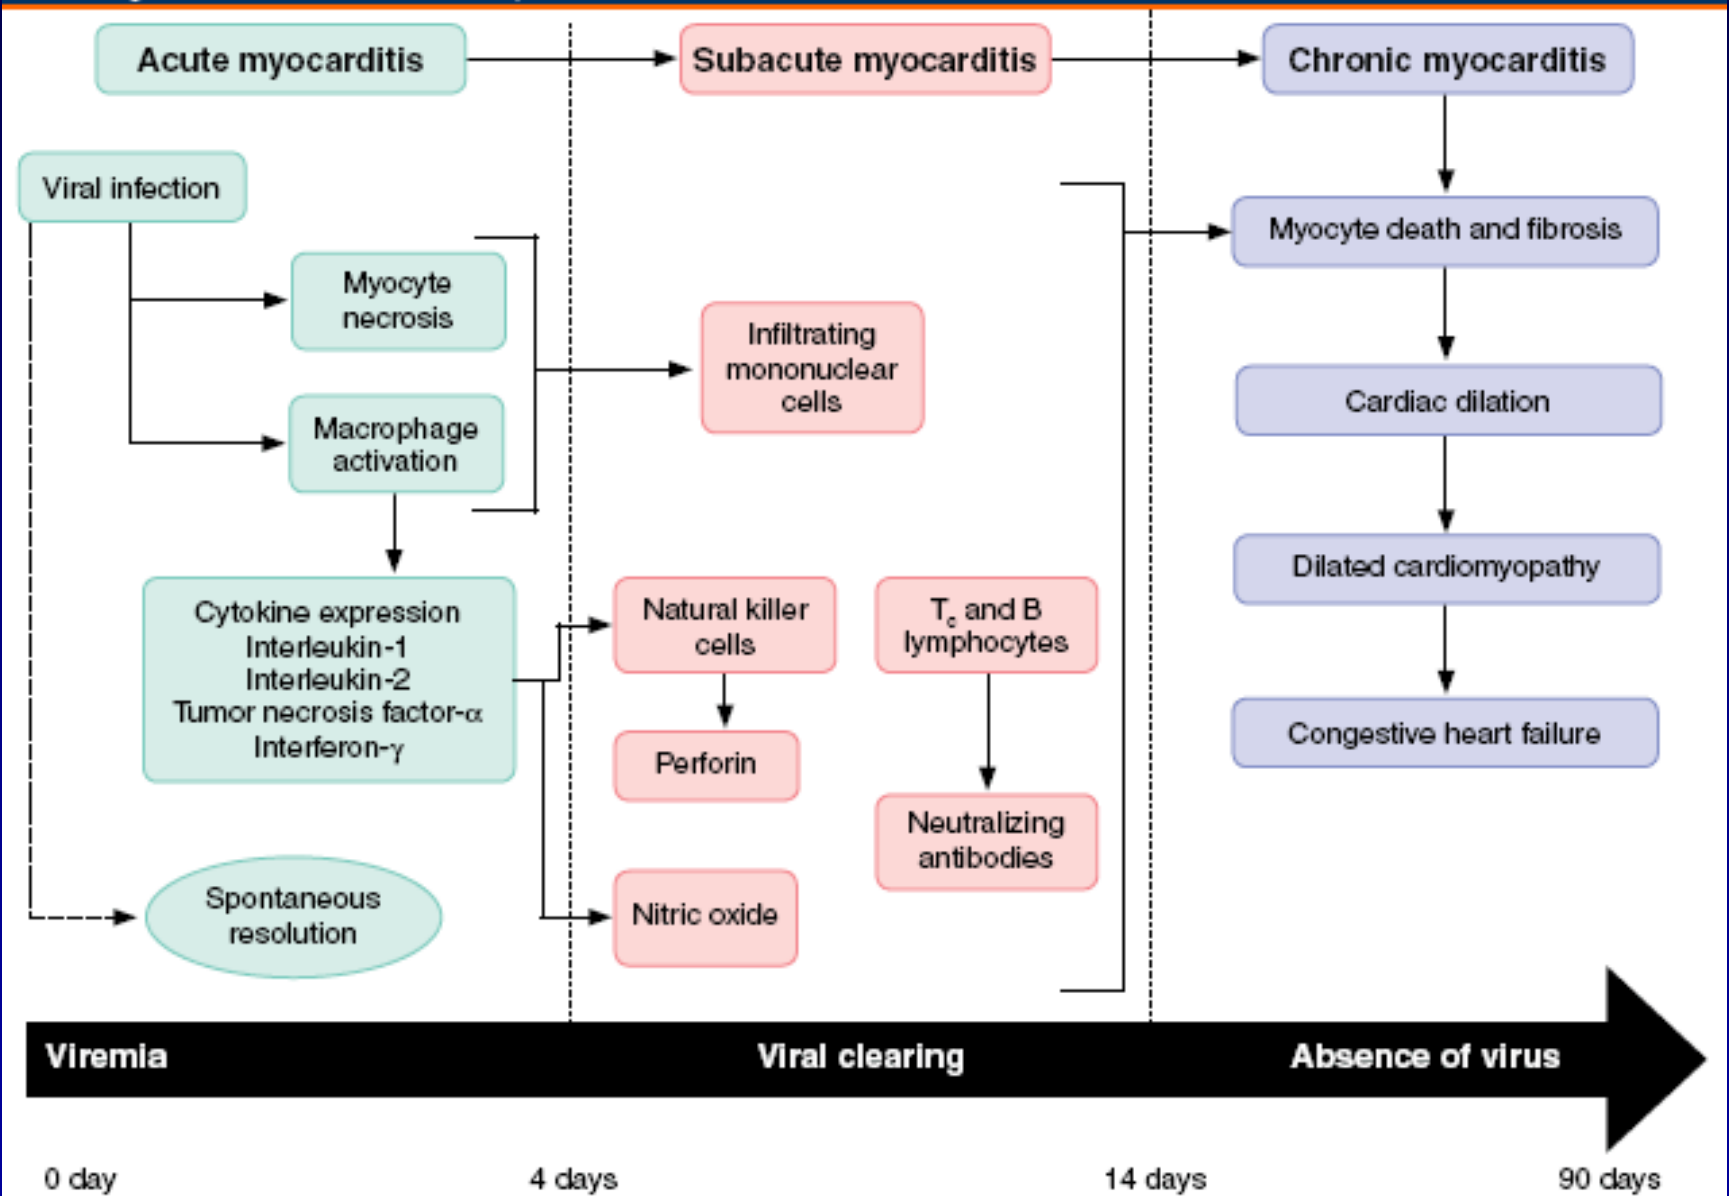 Acute myocarditis
Subacute myocarditis
Chronic myocarditis
Viral infection
Myocyte
necrosis
Macrophage
activation
Cytokine expression
Interleukin-1
Interleukin-2
Tumor necrosis factor-α
Interferon-γ
Spontaneous
resolution
Infiltrating
mononuclear
cells
Natural killer
cells
Perforin
Nitric oxide
Tc and B
lymphocytes
Neutralizing
antibodies
Myocyte death and fibrosis
Cardiac dilation
Dilated cardiomyopathy
Congestive heart failure
Viremia
Viral clearing
Absence of virus
0 day
4 days
14 days
90 days